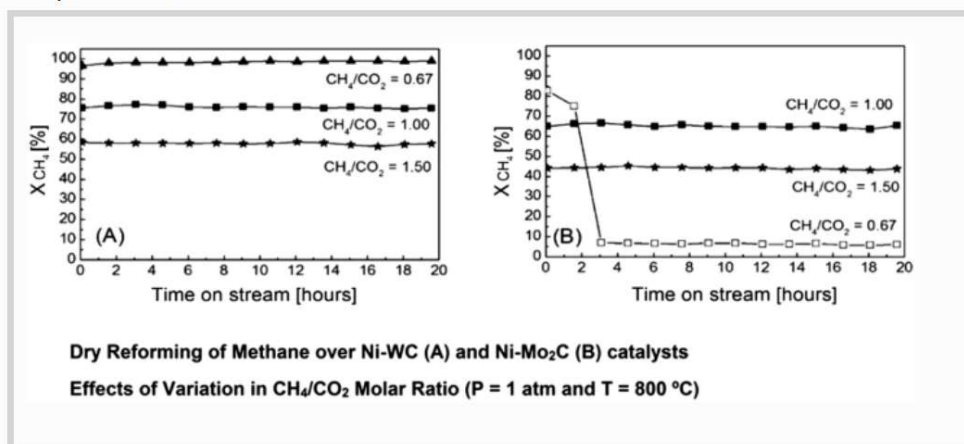 100
90
80
70
60
50
40
30
20
10
0
X CH₄ [%]
CH₄/CO₂ = 0.67
CH₄/CO₂ = 1.00
CH₄/CO₂ = 1.50
(A)
0 2 4 6 8 10 12 14 16 18 20
Time on stream [hours]
100
90
80
70
60
50
40
30
20
10
0
X CH₄ [%]
CH₄/CO₂ = 1.00
CH₄/CO₂ = 1.50
CH₄/CO₂ = 0.67
(B)
0 2 4 6 8 10 12 14 16 18 20
Time on stream [hours]
Dry Reforming of Methane over Ni-WC (A) and Ni-Mo₂C (B) catalysts
Effects of Variation in CH₄/CO₂ Molar Ratio (P = 1 atm and T = 800 ºC)